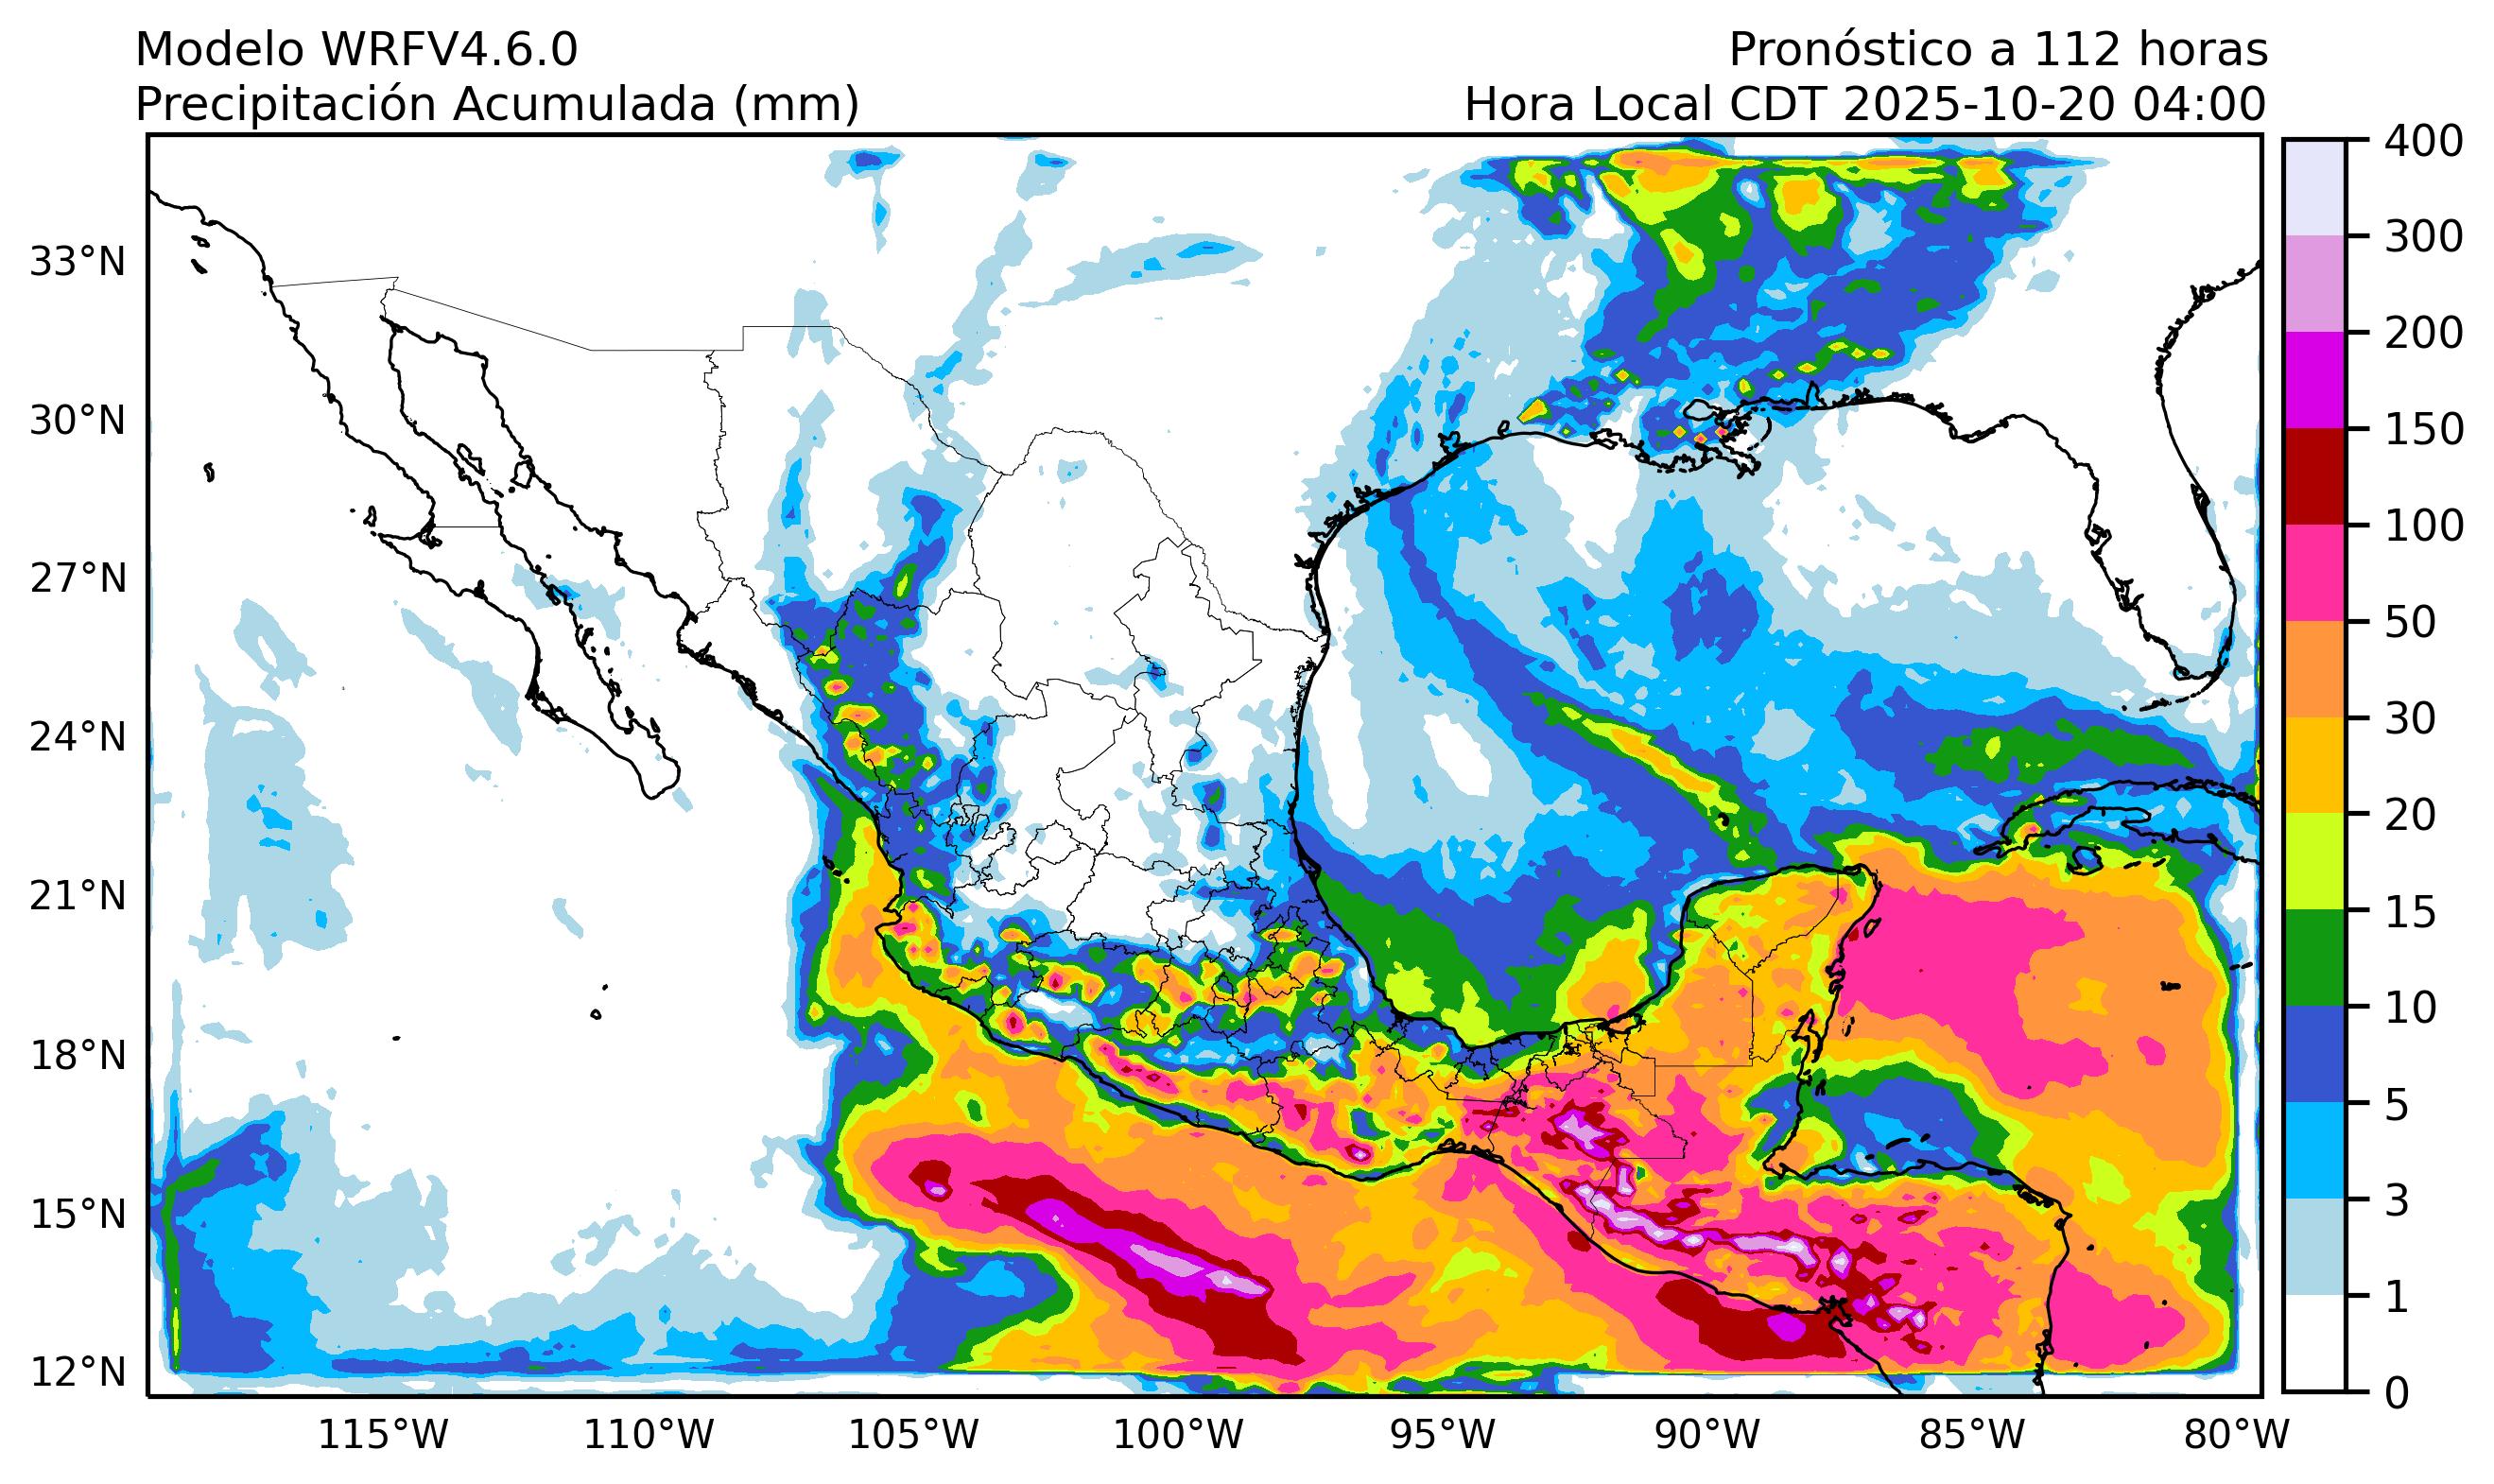 Modelo WRFV4.6.0
Pronóstico a 112 horas
Precipitación Acumulada (mm)
Hora Local CDT 2025-10-20 04:00
33°N
30°N
27°N
24°N
21°N
18°N
15°N
12°N
115°W
110°W
105°W
100°W
95°W
90°W
85°W
80°W
400
300
200
150
100
50
30
20
15
10
5
3
1
0